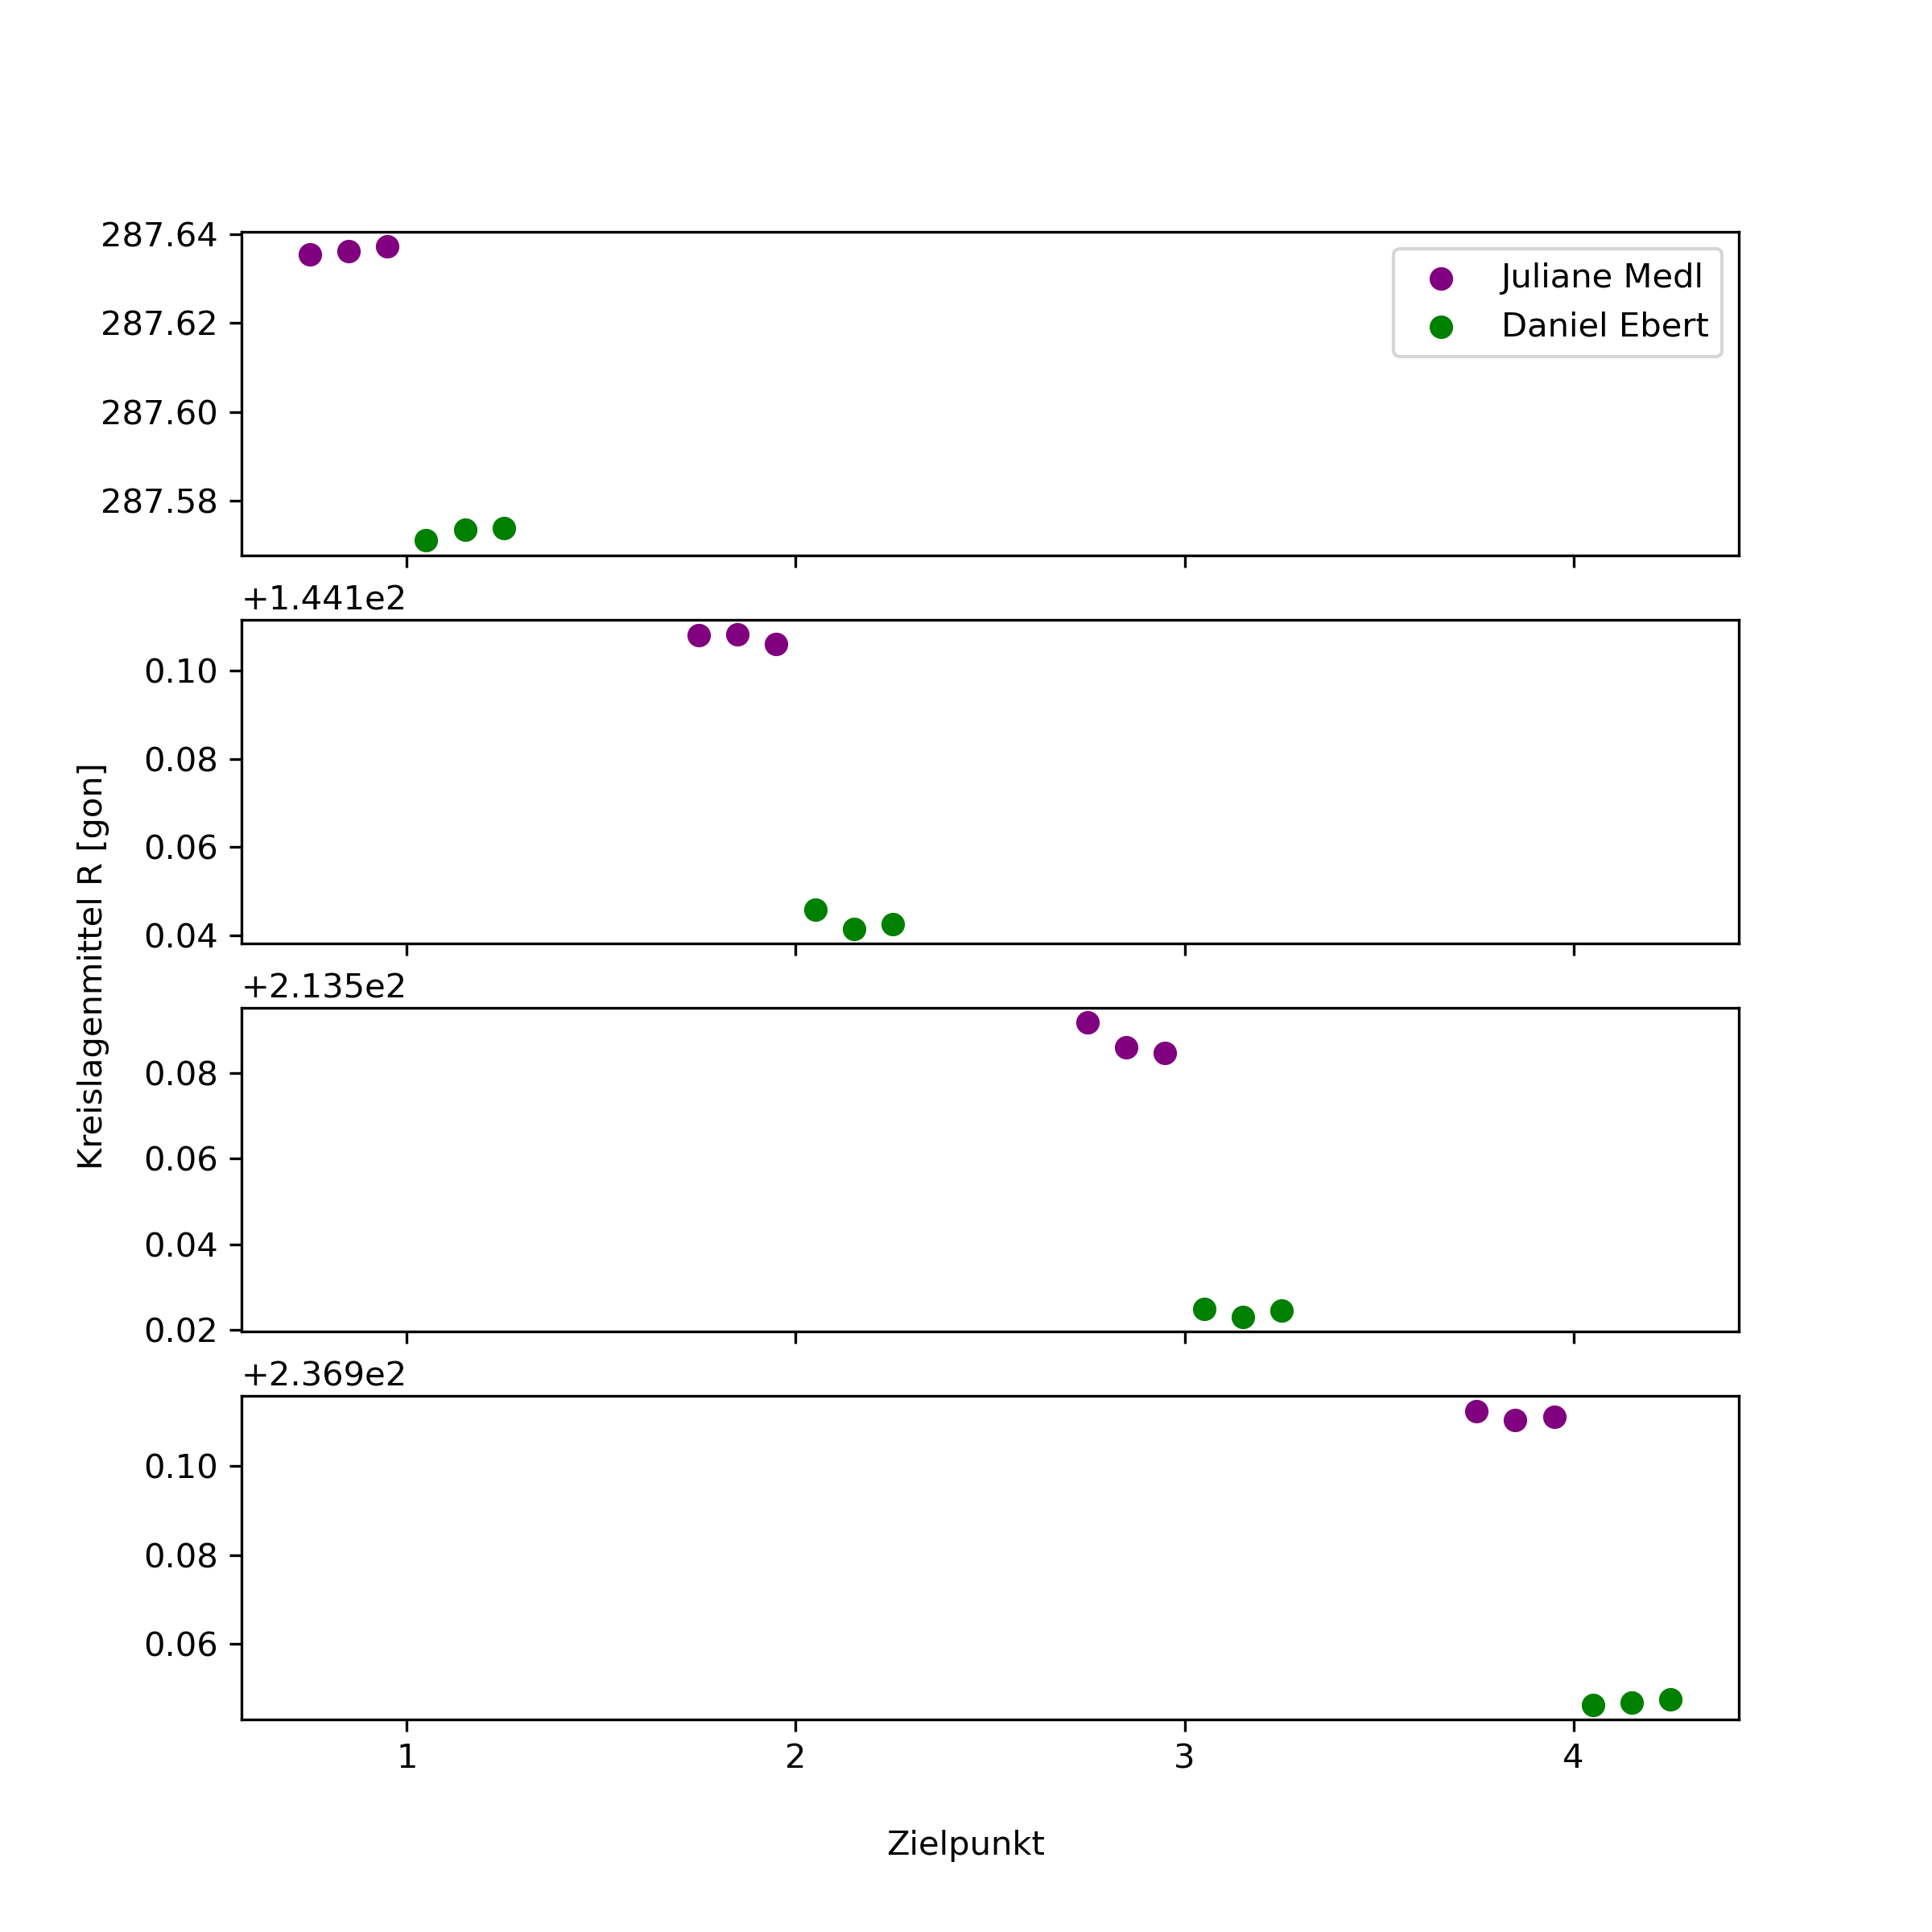 287.64
287.62
287.60
287.58
Juliane Medl
Daniel Ebert
+1.441e2
0.10
0.08
0.06
0.04
+2.135e2
0.08
0.06
0.04
0.02
+2.369e2
0.10
0.08
0.06
1 2 3 4
Kreislagenmittel R [gon]
Zielpunkt